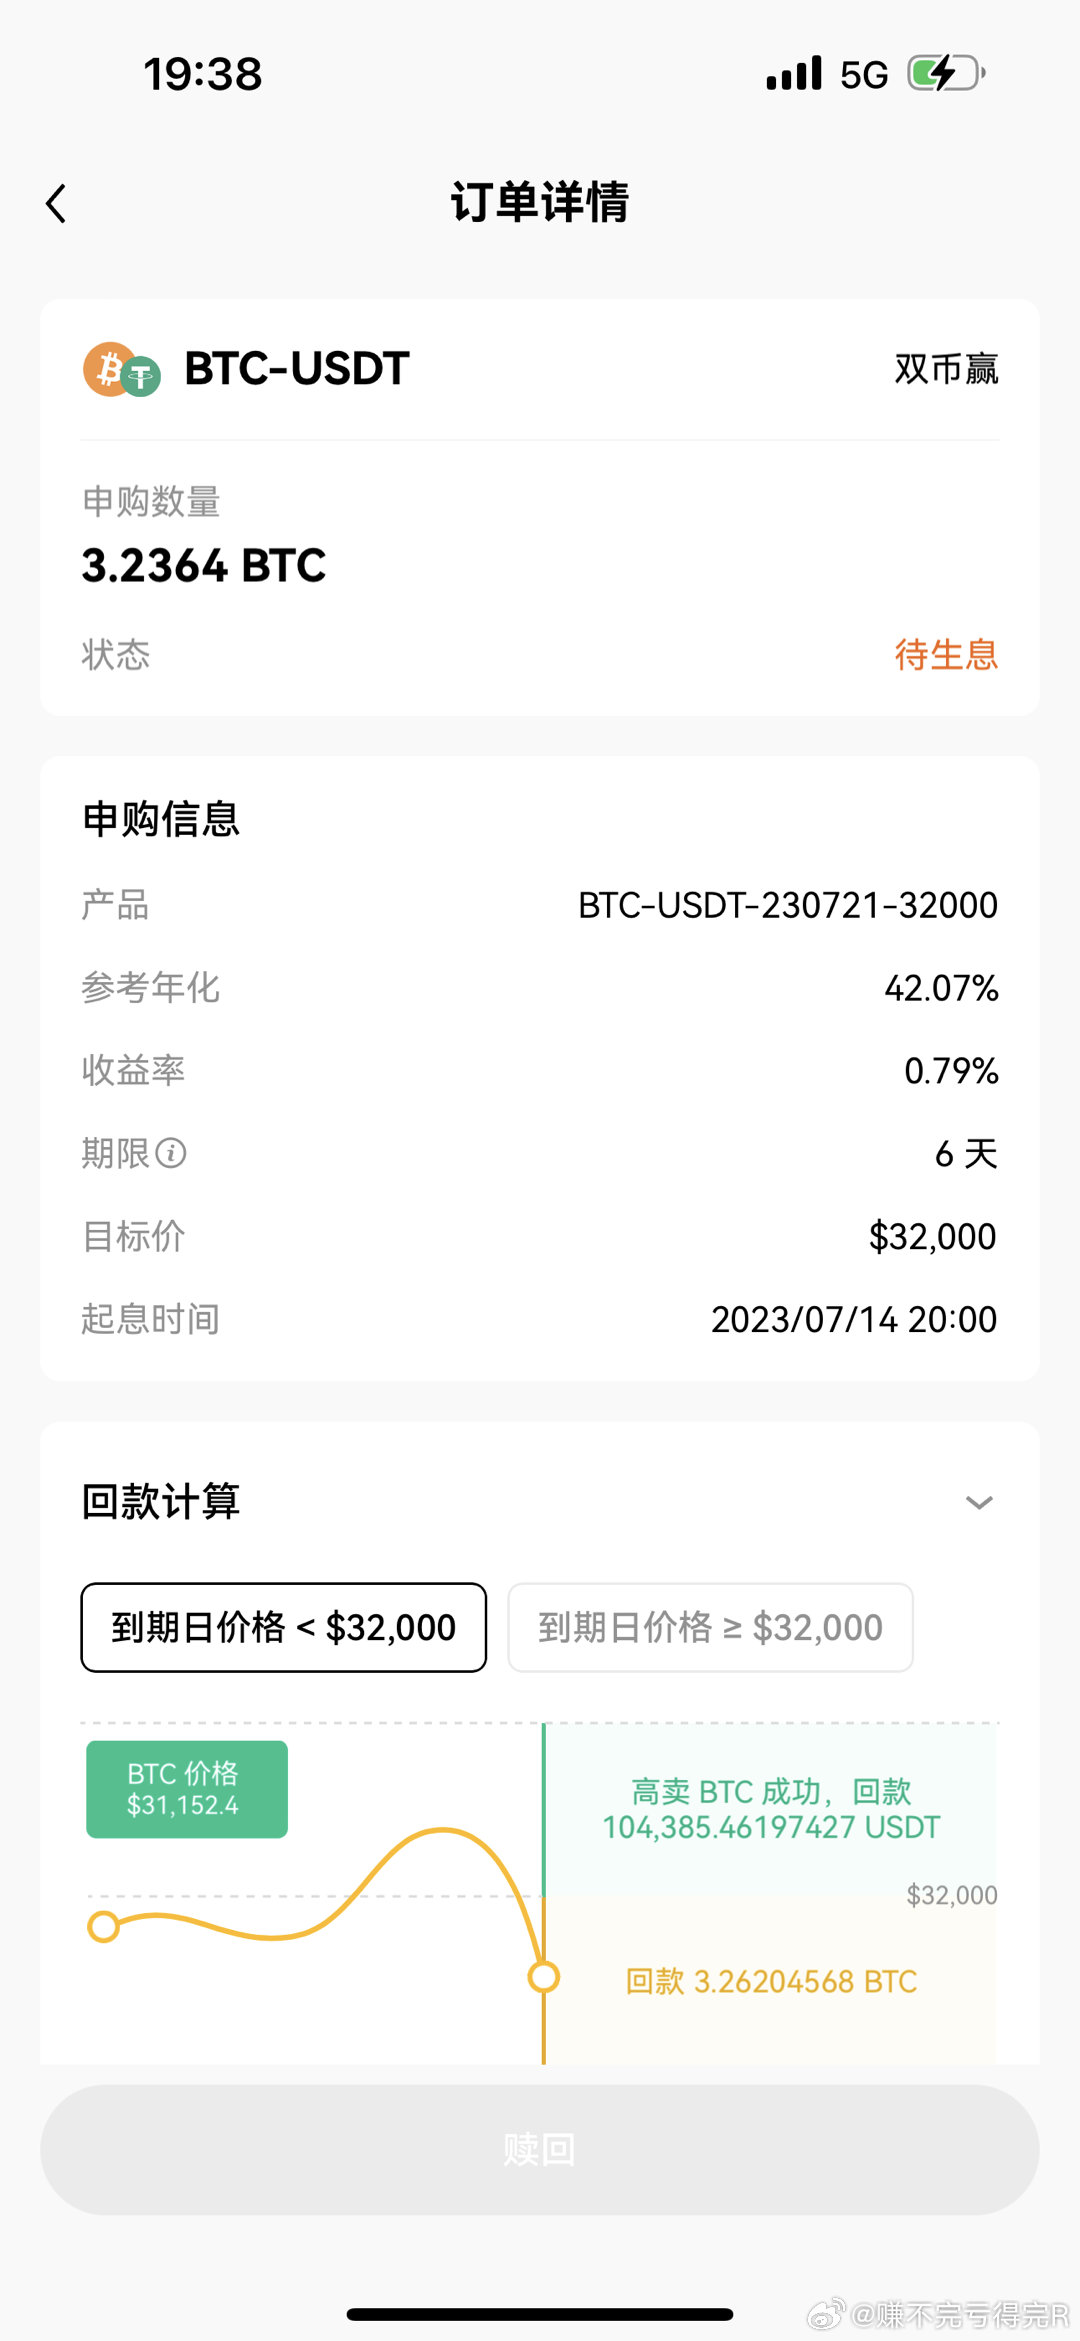 19:38
5G
订单详情
BTC-USDT
双币赢
申购数量
3.2364 BTC
状态
待生息
申购信息
产品
BTC-USDT-230721-32000
参考年化
42.07%
收益率
0.79%
期限
6 天
目标价
$32,000
起息时间
2023/07/14 20:00
回款计算
到期日价格 < $32,000
到期日价格 ≥ $32,000
BTC 价格
$31,152.4
高卖 BTC 成功，回款
104,385.46197427 USDT
$32,000
回款 3.26204568 BTC
赎回
@赚不完亏得完R